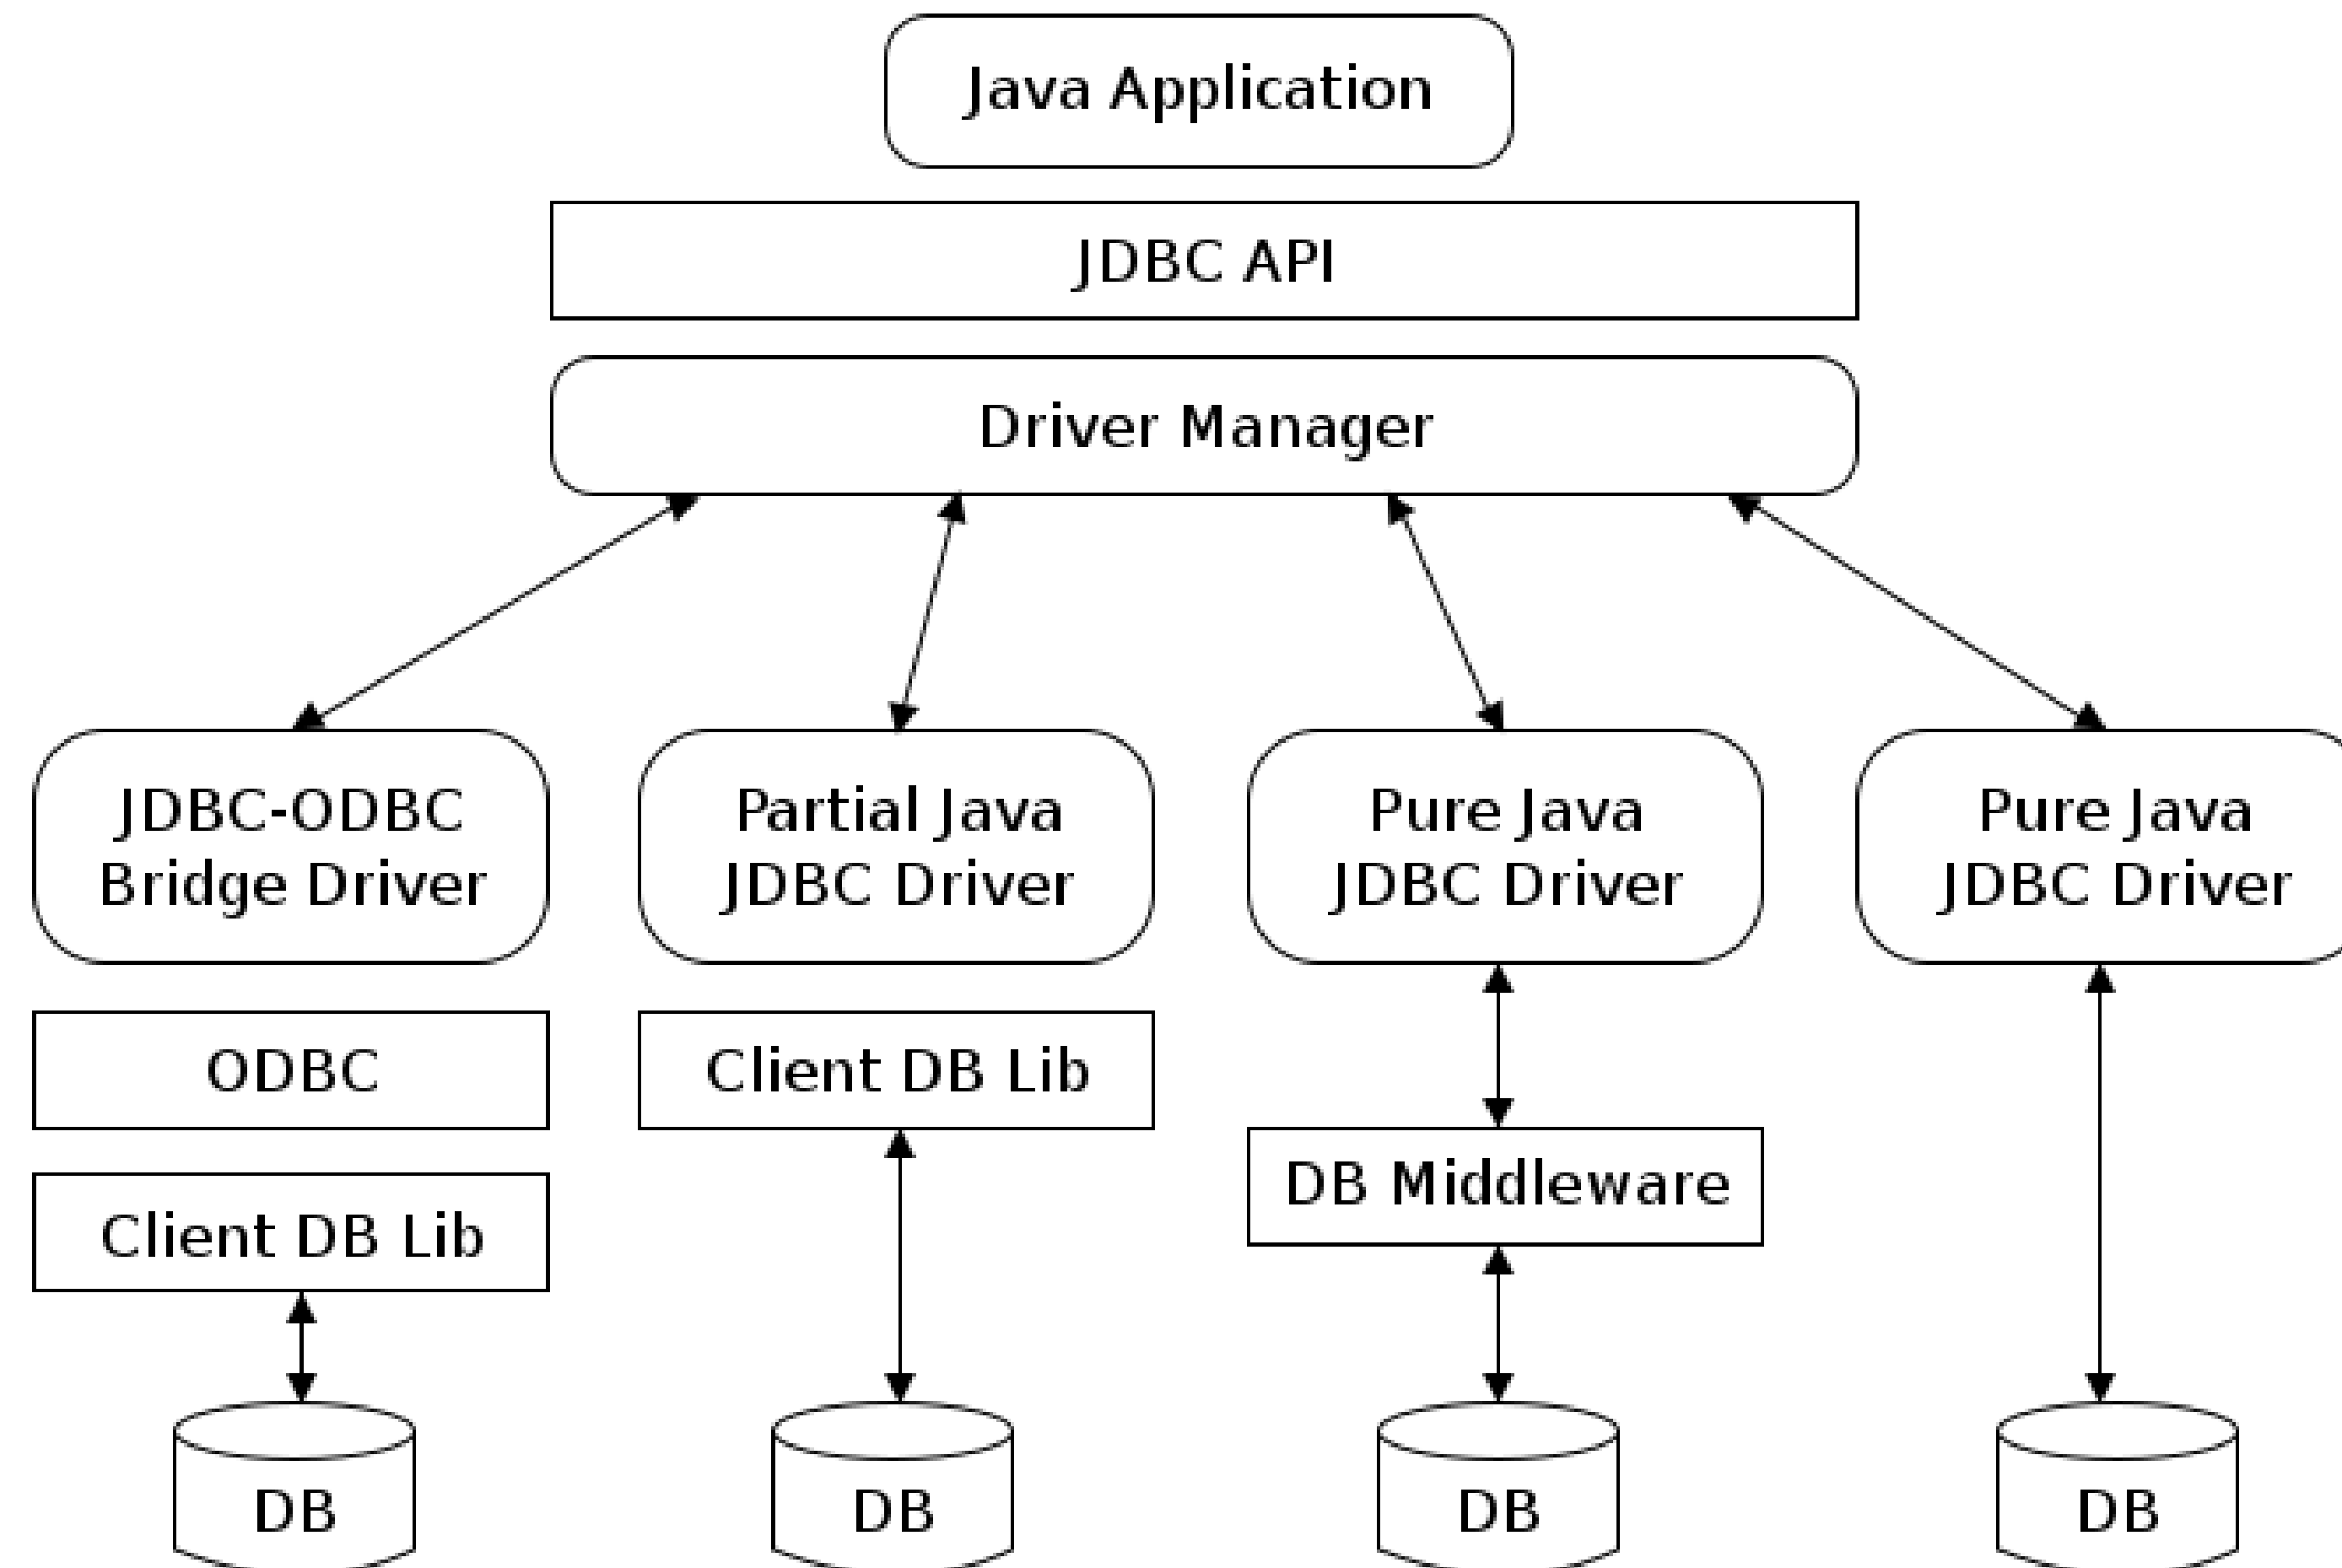 Java Application
JDBC API
Driver Manager
JDBC-ODBC
Bridge Driver
Partial Java
JDBC Driver
Pure Java
JDBC Driver
Pure Java
JDBC Driver
ODBC
Client DB Lib
Client DB Lib
DB Middleware
DB
DB
DB
DB